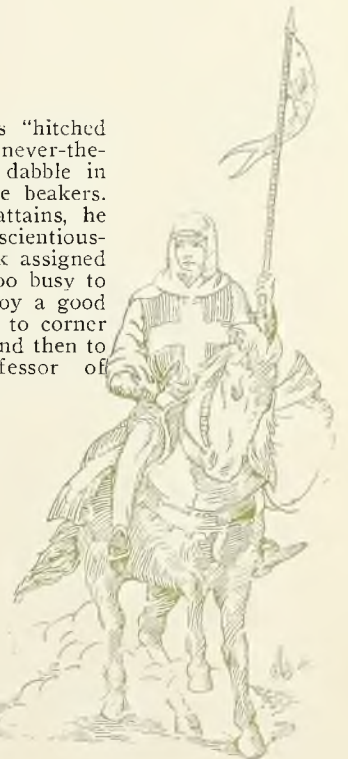 s “hitched
never-the-
dabble in
e beakers.
attains, he
scientious-
k assigned
oo busy to
oy a good
to corner
nd then to
fessor of